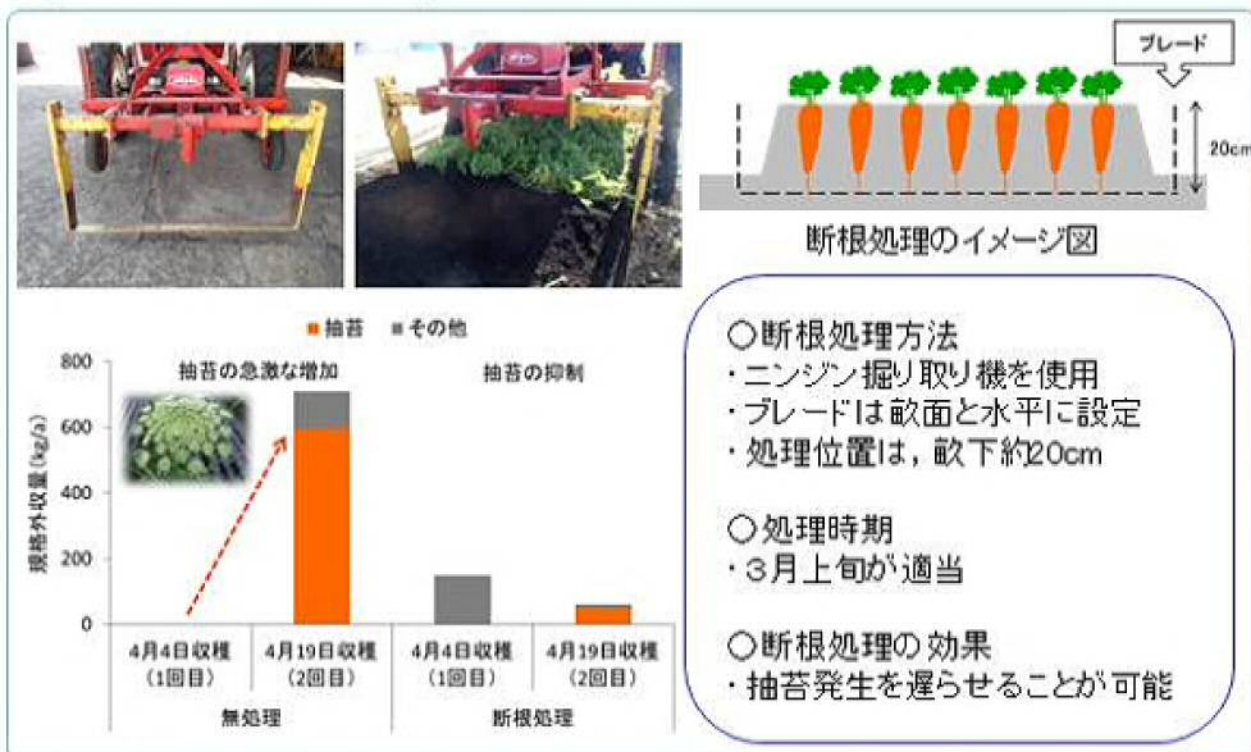 ブレード
20cm
断根処理のイメージ図
■抽苔 ■その他
抽苔の急激な増加
抽苔の抑制
規格外収量(kg/a)
800
600
400
200
0
4月4日収穫
(1回目)
4月19日収穫
(2回目)
4月4日収穫
(1回目)
4月19日収穫
(2回目)
無処理
断根処理
○断根処理方法
・ニンジン掘り取り機を使用
・ブレードは畝面と水平に設定
・処理位置は，畝下約20cm
○処理時期
・３月上旬が適当
○断根処理の効果
・抽苔発生を遅らせることが可能